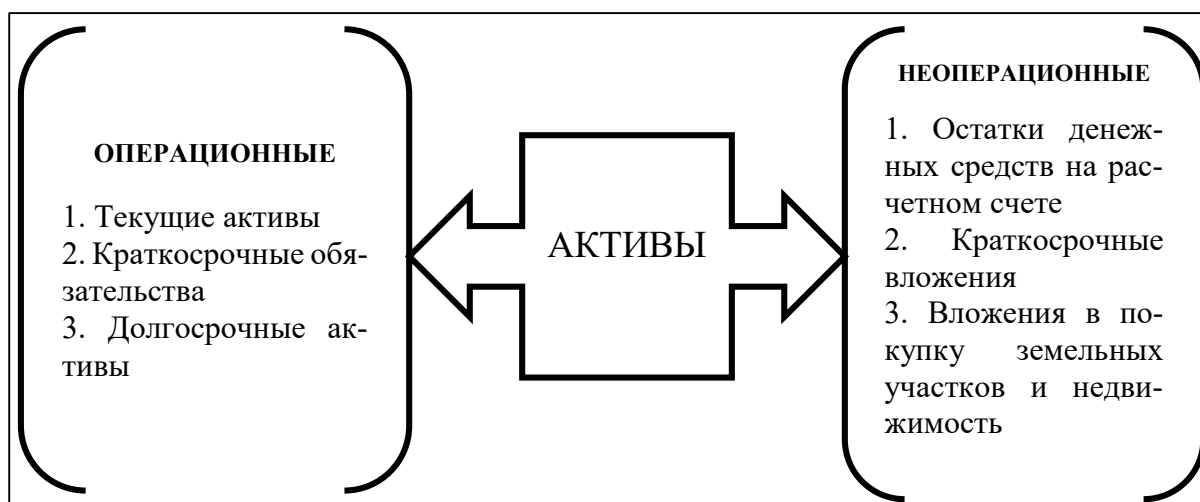 ОПЕРАЦИОННЫЕ
1. Текущие активы
2. Краткосрочные обя-
зательства
3. Долгосрочные ак-
тивы
АКТИВЫ
НЕОПЕРАЦИОННЫЕ
1. Остатки денеж-
ных средств на рас-
четном счете
2. Краткосрочные
вложения
3. Вложения в по-
купку земельных
участков и недви-
жимость